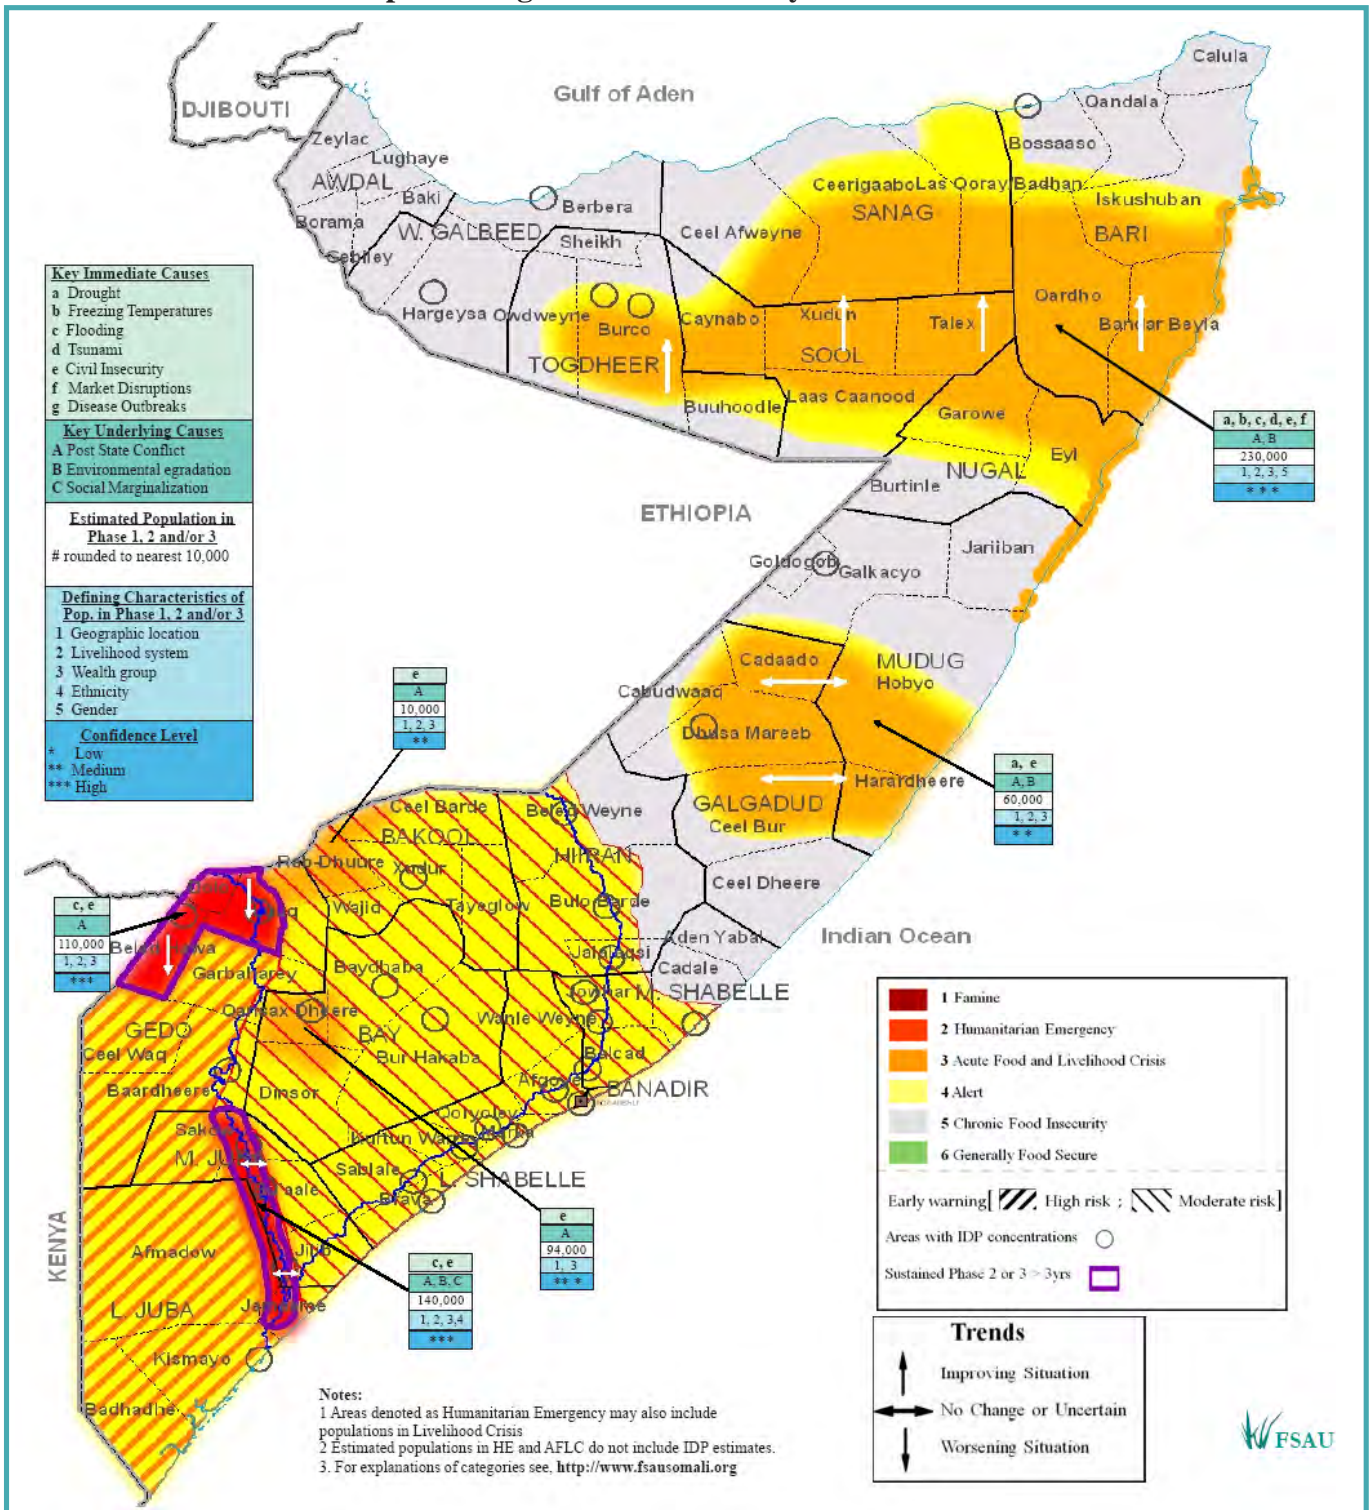 DJIBOUTI
Gulf of Aden
Calula
Qandala
Bossaaso
Zeylac
Lughaye
AWDAL
Baki
Borama
Berbera
W. GALBEED
Sheikh
Gebiley
Hargeysa
Owdweyne
Burco
TOGDHEER
Ceel Afweyne
Ceerigaabo
Las Qoray/Badhan
SANAG
Iskushuban
BARI
Qardho
Bandar Beyla
Caynabo
Xudun
Talex
SOOL
Buuhoodle
Laas Caanood
Garowe
Eyl
NUGAL
Burtinle
ETHIOPIA
Jariiban
Goldogob
Galkacyo
Cadaado
MUDUG
Hobyo
Cabudwaaq
Dhusa Mareeb
Harardheere
GALGADUD
Ceel Bur
Ceel Dheere
Ceel Barde
BAKOOL
Beled Weyne
Rab-Dhuure
Xudur
HIIRAN
Wajid
Tayeglow
Bulo Barde
Aden Yabal
Indian Ocean
Jalalaqsi
Cadale
Garbaharey
Baydhaba
Jowhar
M. SHABELLE
Qansax Dheere
Wanle Weyne
GEDO
BAY
Ceel Waq
Bur Hakaba
Balcad
Baardheere
Dinsor
Afgoye
BANADIR
Qoryoley
Marka
Kurtun Warrey
Sablale
L. SHABELLE
Brava
KENYA
Afmadow
Jilib
L. JUBA
Kismayo
Badhadhe
Key Immediate Causes
a Drought
b Freezing Temperatures
c Flooding
d Tsunami
e Civil Insecurity
f Market Disruptions
g Disease Outbreaks
Key Underlying Causes
A Post State Conflict
B Environmental egradation
C Social Marginalization
Estimated Population in
Phase 1, 2 and/or 3
# rounded to nearest 10,000
Defining Characteristics of
Pop. in Phase 1, 2 and/or 3
1 Geographic location
2 Livelihood system
3 Wealth group
4 Ethnicity
5 Gender
Confidence Level
* Low
** Medium
*** High
a, b, c, d, e, f
A, B
230,000
1, 2, 3, 5
* * *
e
A
10,000
1, 2, 3
**
a, e
A, B
60,000
1, 2, 3
* *
c, e
A
110,000
1, 2, 3
***
e
A
94,000
1, 3
** *
c, e
A, B, C
140,000
1, 2, 3,4
***
1 Famine
2 Humanitarian Emergency
3 Acute Food and Livelihood Crisis
4 Alert
5 Chronic Food Insecurity
6 Generally Food Secure
Early warning[ High risk ; Moderate risk]
Areas with IDP concentrations
Sustained Phase 2 or 3 > 3yrs
Trends
Improving Situation
No Change or Uncertain
Worsening Situation
Notes:
1 Areas denoted as Humanitarian Emergency may also include
populations in Livelihood Crisis
2 Estimated populations in HE and AFLC do not include IDP estimates.
3. For explanations of categories see, http://www.fsausomali.org
FSAU